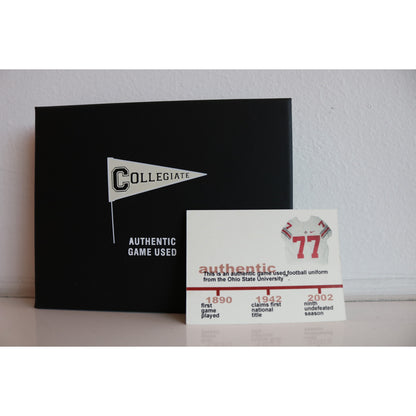 COLLEGIATE
AUTHENTIC
GAME USED
77
authentic
This is an authentic game used football uniform
from the Ohio State University
1890 1942 2002
first game played
claims first national title
ninth undefeated season